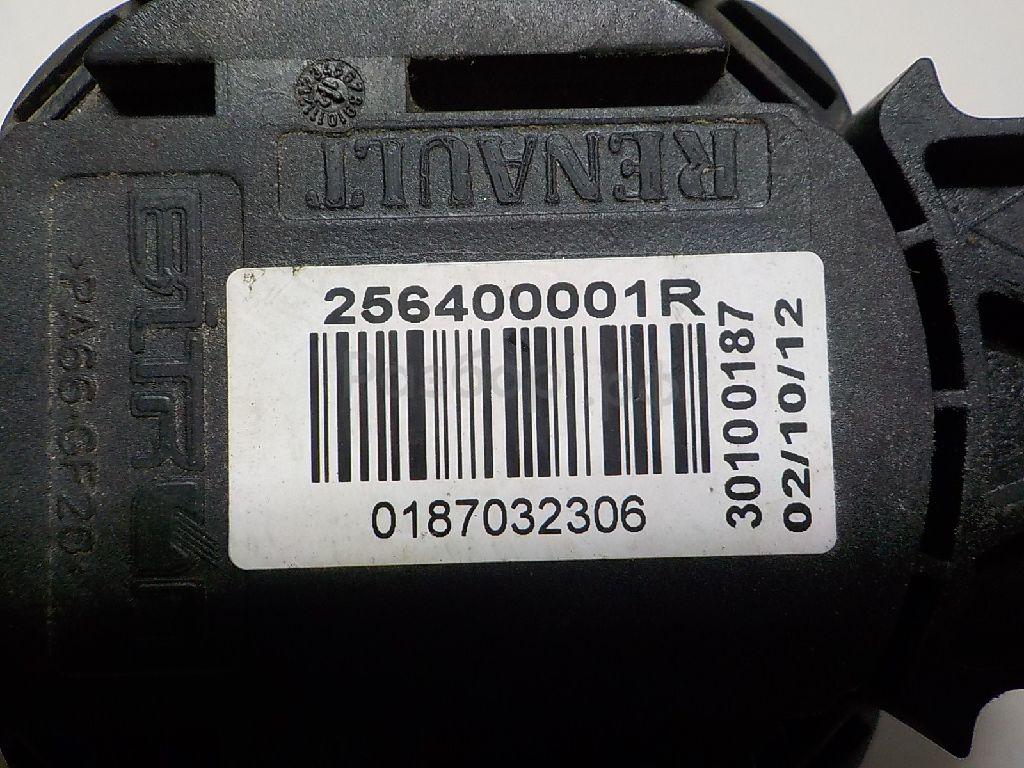 RENAULT
256400001R
0187032306
30100187
02/10/12
>PA66-GF20<